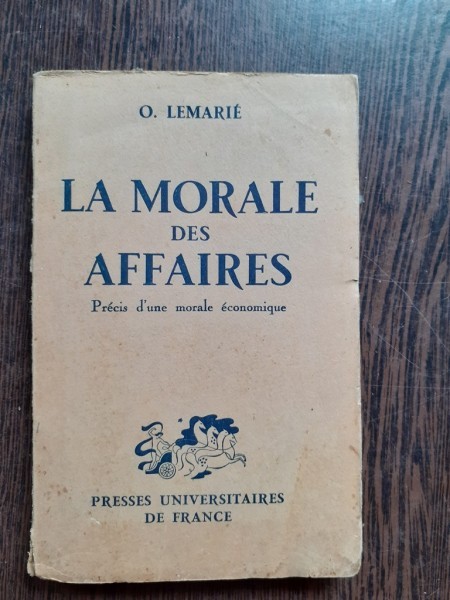 O. LEMARIÉ
LA MORALE
DES
AFFAIRES
Précis d'une morale économique
PRESSES UNIVERSITAIRES
DE FRANCE